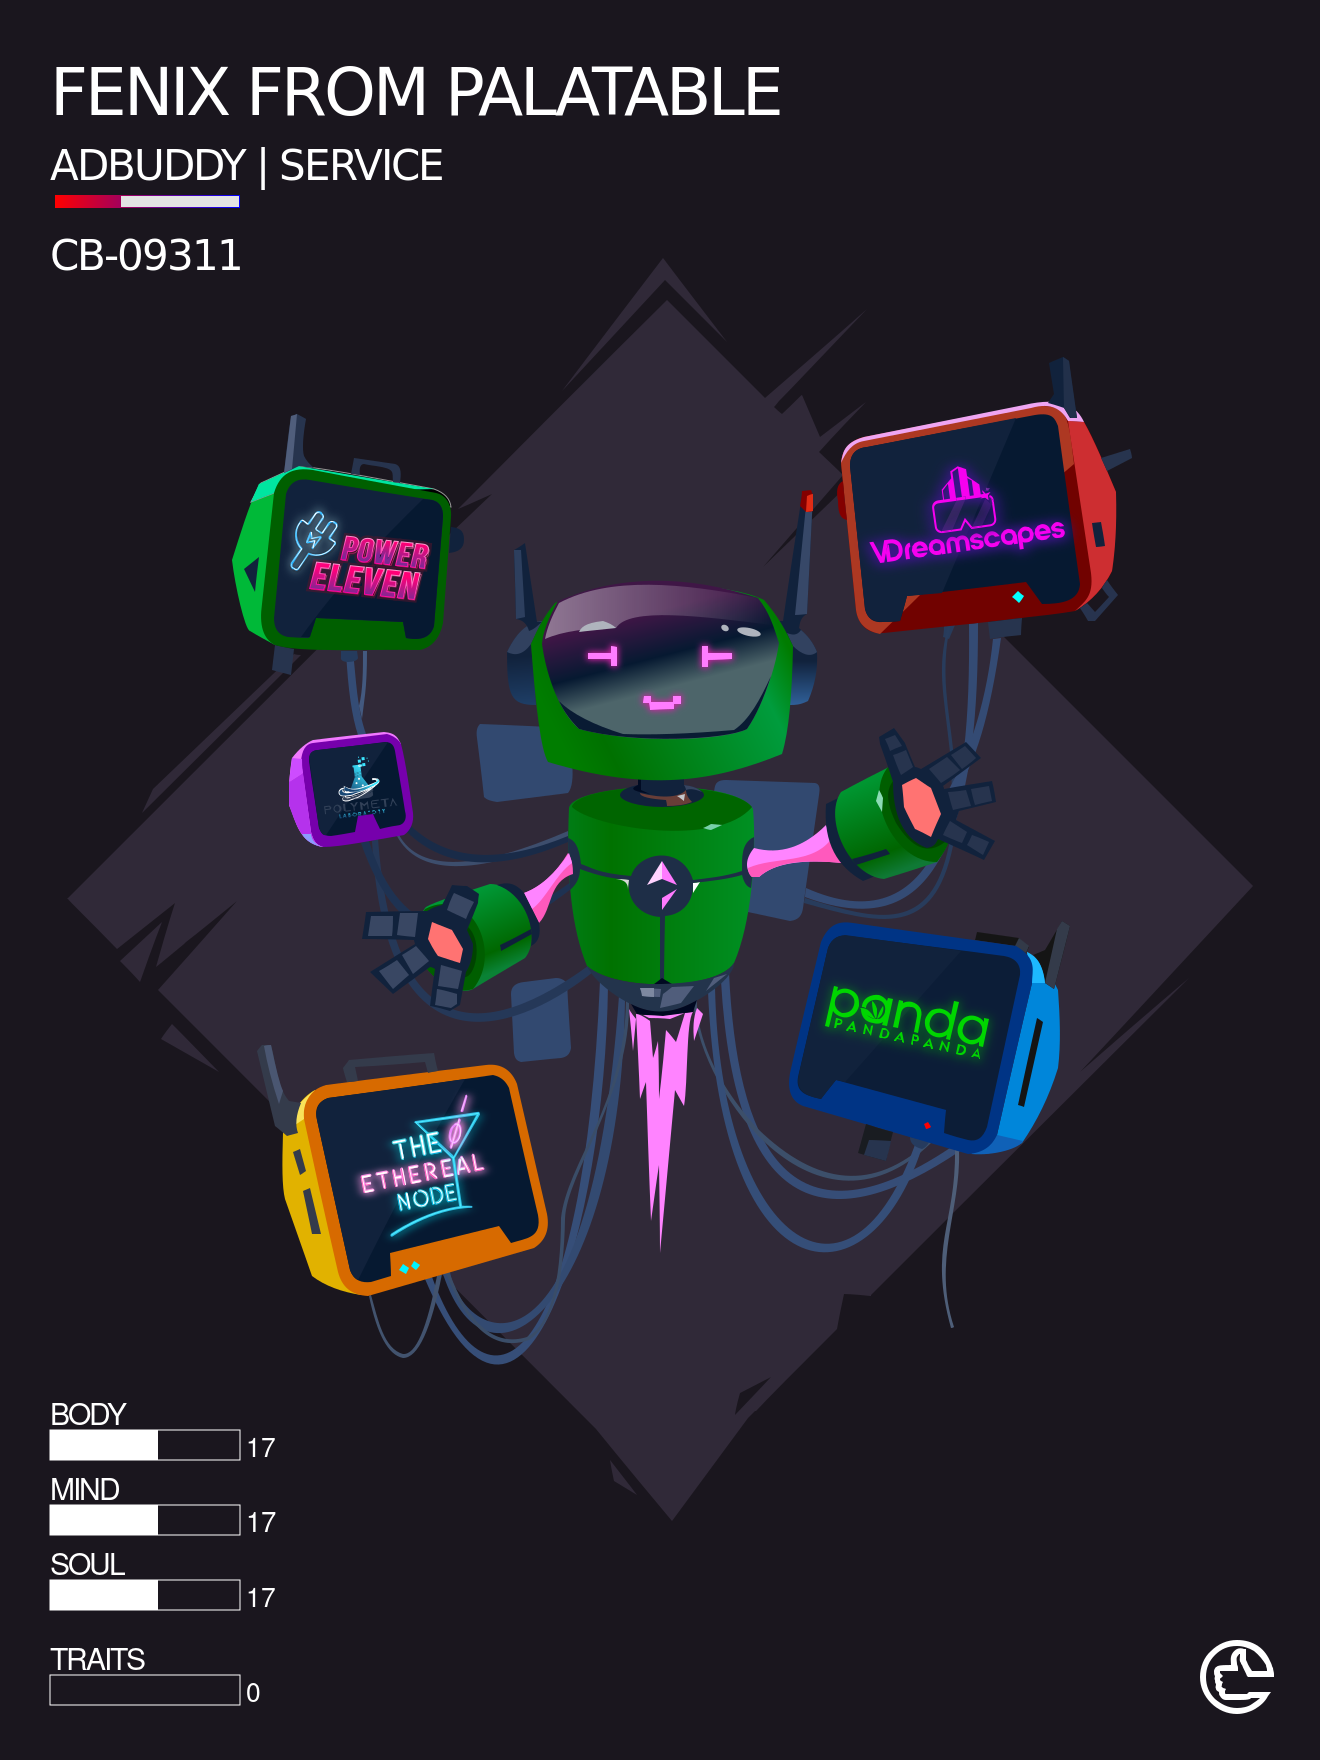 FENIX FROM PALATABLE
ADBUDDY | SERVICE
CB-09311
POWER
ELEVEN
VDreamscapes
POLYMETA
LABORATORY
panda
PANDAPANDA
THE
ETHEREAL
NODE
BODY
17
MIND
17
SOUL
17
TRAITS
0